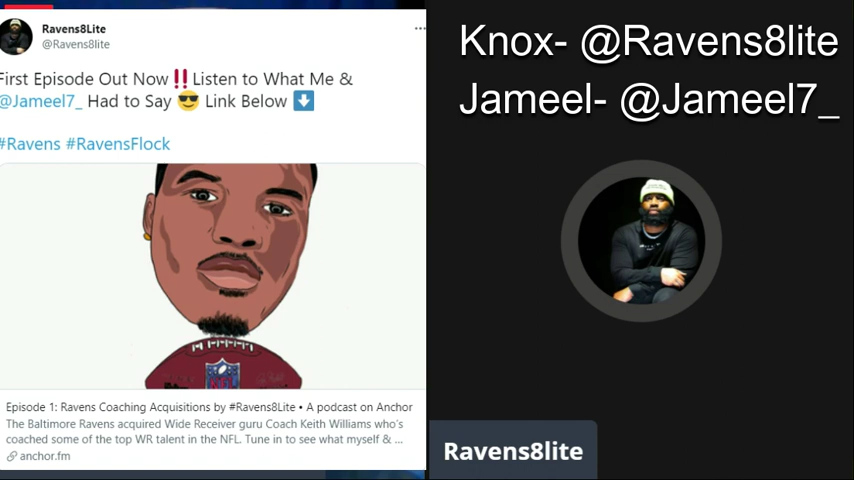 Ravens8Lite
@Ravens8lite
First Episode Out Now‼️Listen to What Me &
@Jameel7_ Had to Say 😎 Link Below ⬇️
#Ravens #RavensFlock
NFL
Episode 1: Ravens Coaching Acquisitions by #Ravens8Lite • A podcast on Anchor
The Baltimore Ravens acquired Wide Receiver guru Coach Keith Williams who's
coached some of the top WR talent in the NFL. Tune in to see what myself & ...
anchor.fm
Knox- @Ravens8lite
Jameel- @Jameel7_
Ravens8lite